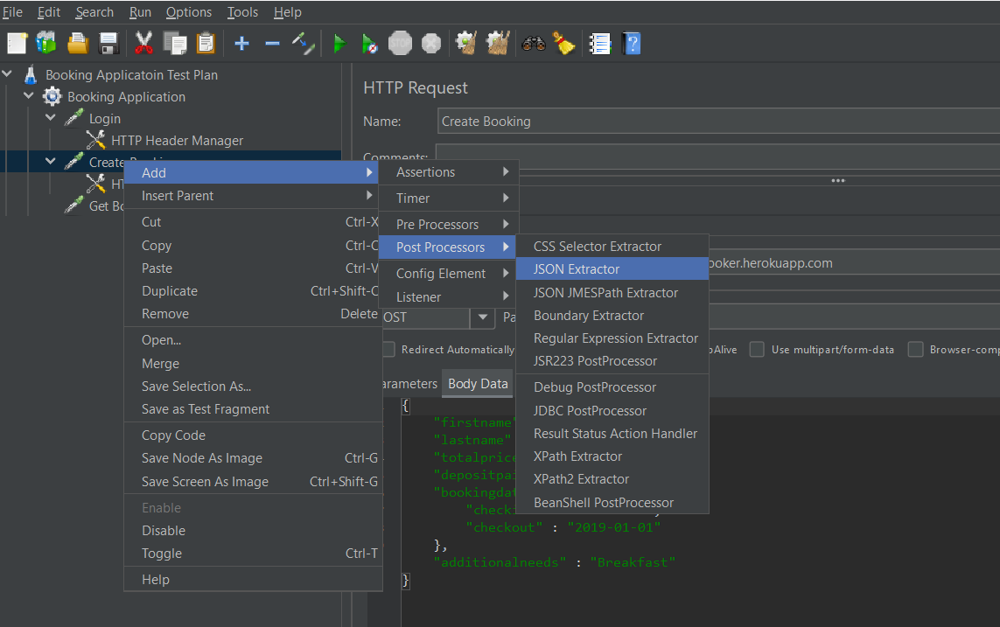 File Edit Search Run Options Tools Help
STOP
Booking Applicatoin Test Plan
Booking Application
Login
HTTP Header Manager
Create
HT
Get Bo
HTTP Request
Name: Create Booking
Comments:
Add
Insert Parent
Cut Ctrl-X
Copy Ctrl-C
Paste Ctrl-V
Duplicate Ctrl+Shift-C
Remove Delete
Open...
Merge
Save Selection As...
Save as Test Fragment
Copy Code
Save Node As Image Ctrl-G
Save Screen As Image Ctrl+Shift-G
Enable
Disable
Toggle Ctrl-T
Help
Assertions
Timer
Pre Processors
Post Processors
Config Element
Listener
CSS Selector Extractor
JSON Extractor
JSON JMESPath Extractor
Boundary Extractor
Regular Expression Extractor
JSR223 PostProcessor
Debug PostProcessor
JDBC PostProcessor
Result Status Action Handler
XPath Extractor
XPath2 Extractor
BeanShell PostProcessor
ooker.herokuapp.com
OST Pa
Redirect Automatically pAlive Use multipart/form-data Browser-comp
arameters Body Data
{
"firstname"
"lastname"
"totalprice
"depositpai
"bookingdat
"checki
"checkout" : "2019-01-01"
},
"additionalneeds" : "Breakfast"
}